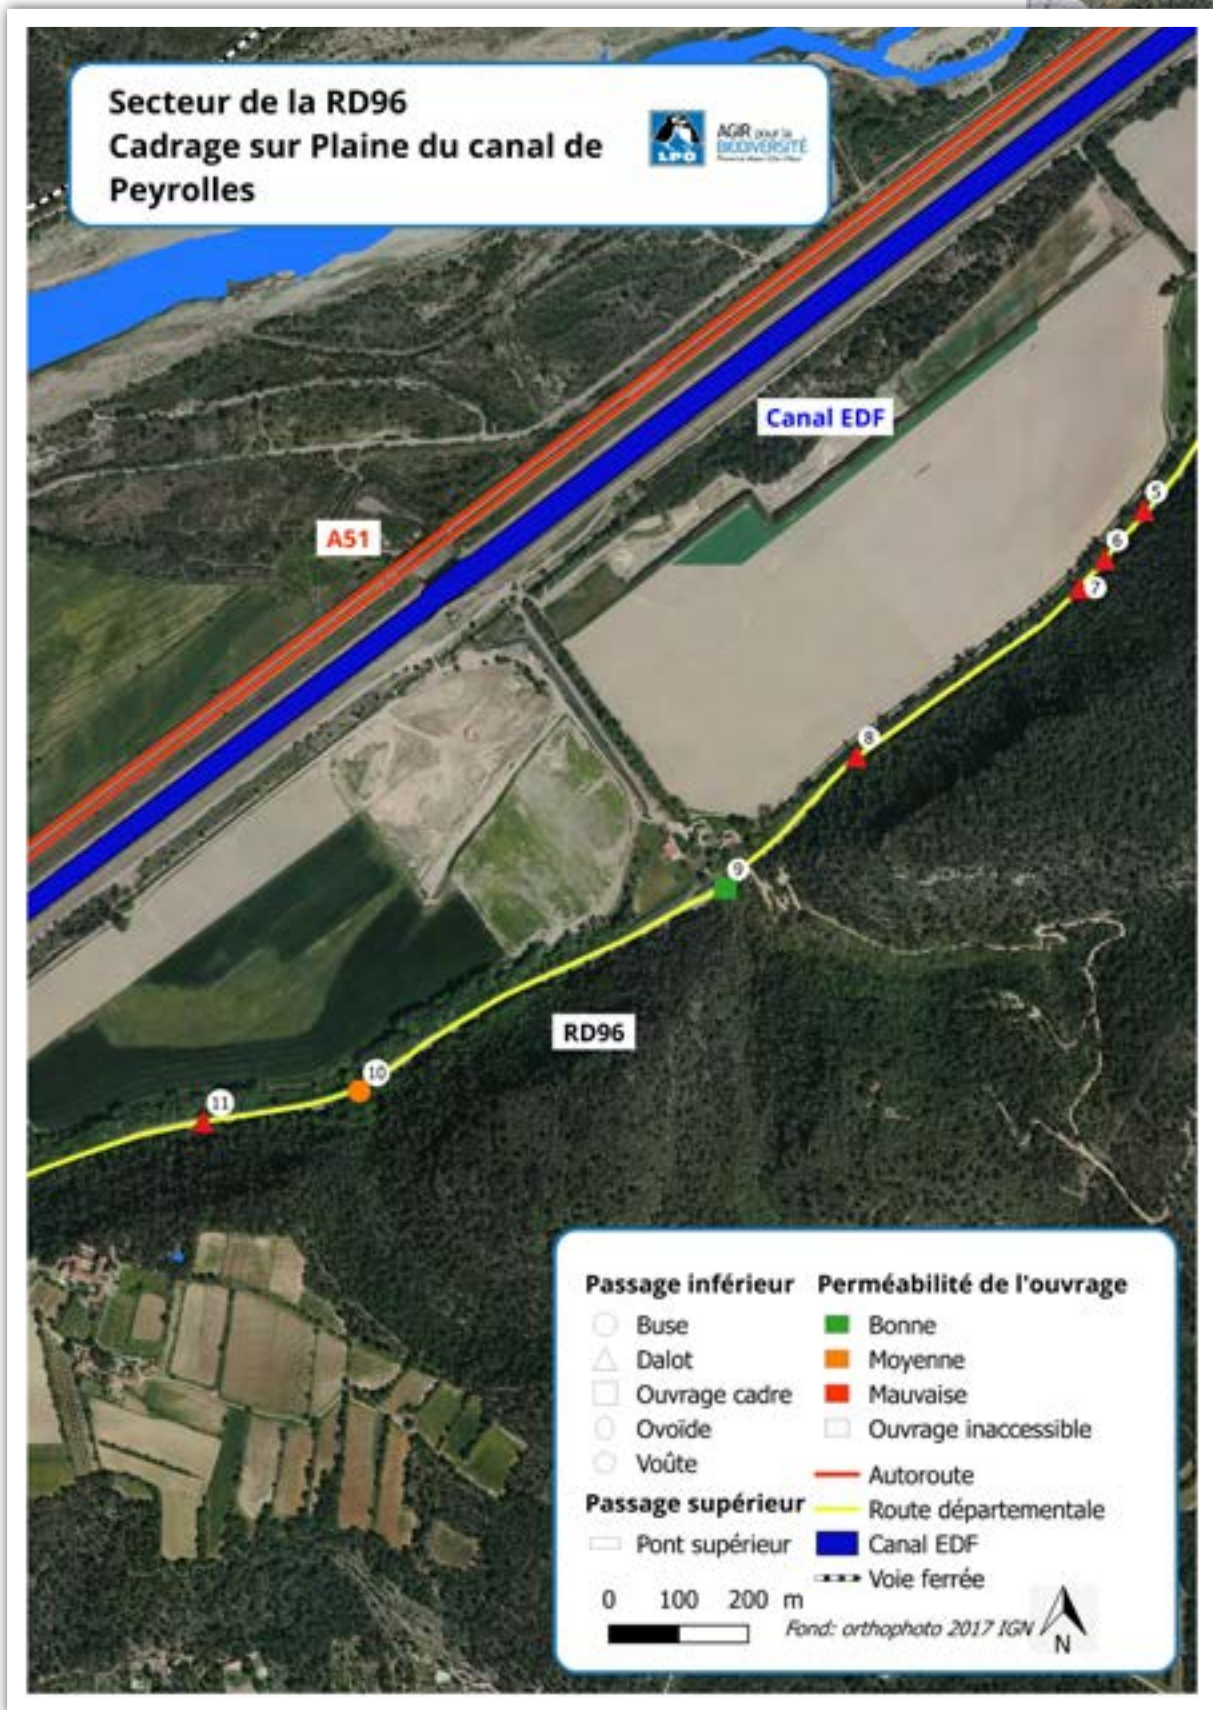 Secteur de la RD96
Cadrage sur Plaine du canal de
Peyrolles
LPO
AGIR pour la
BIODIVERSITÉ
Canal EDF
A51
5
6
7
8
9
RD96
10
11
Passage inférieur
Buse
Dalot
Ouvrage cadre
Ovoïde
Voûte
Passage supérieur
Pont supérieur
Perméabilité de l'ouvrage
Bonne
Moyenne
Mauvaise
Ouvrage inaccessible
Autoroute
Route départementale
Canal EDF
Voie ferrée
0 100 200 m
Fond: orthophoto 2017 IGN
N